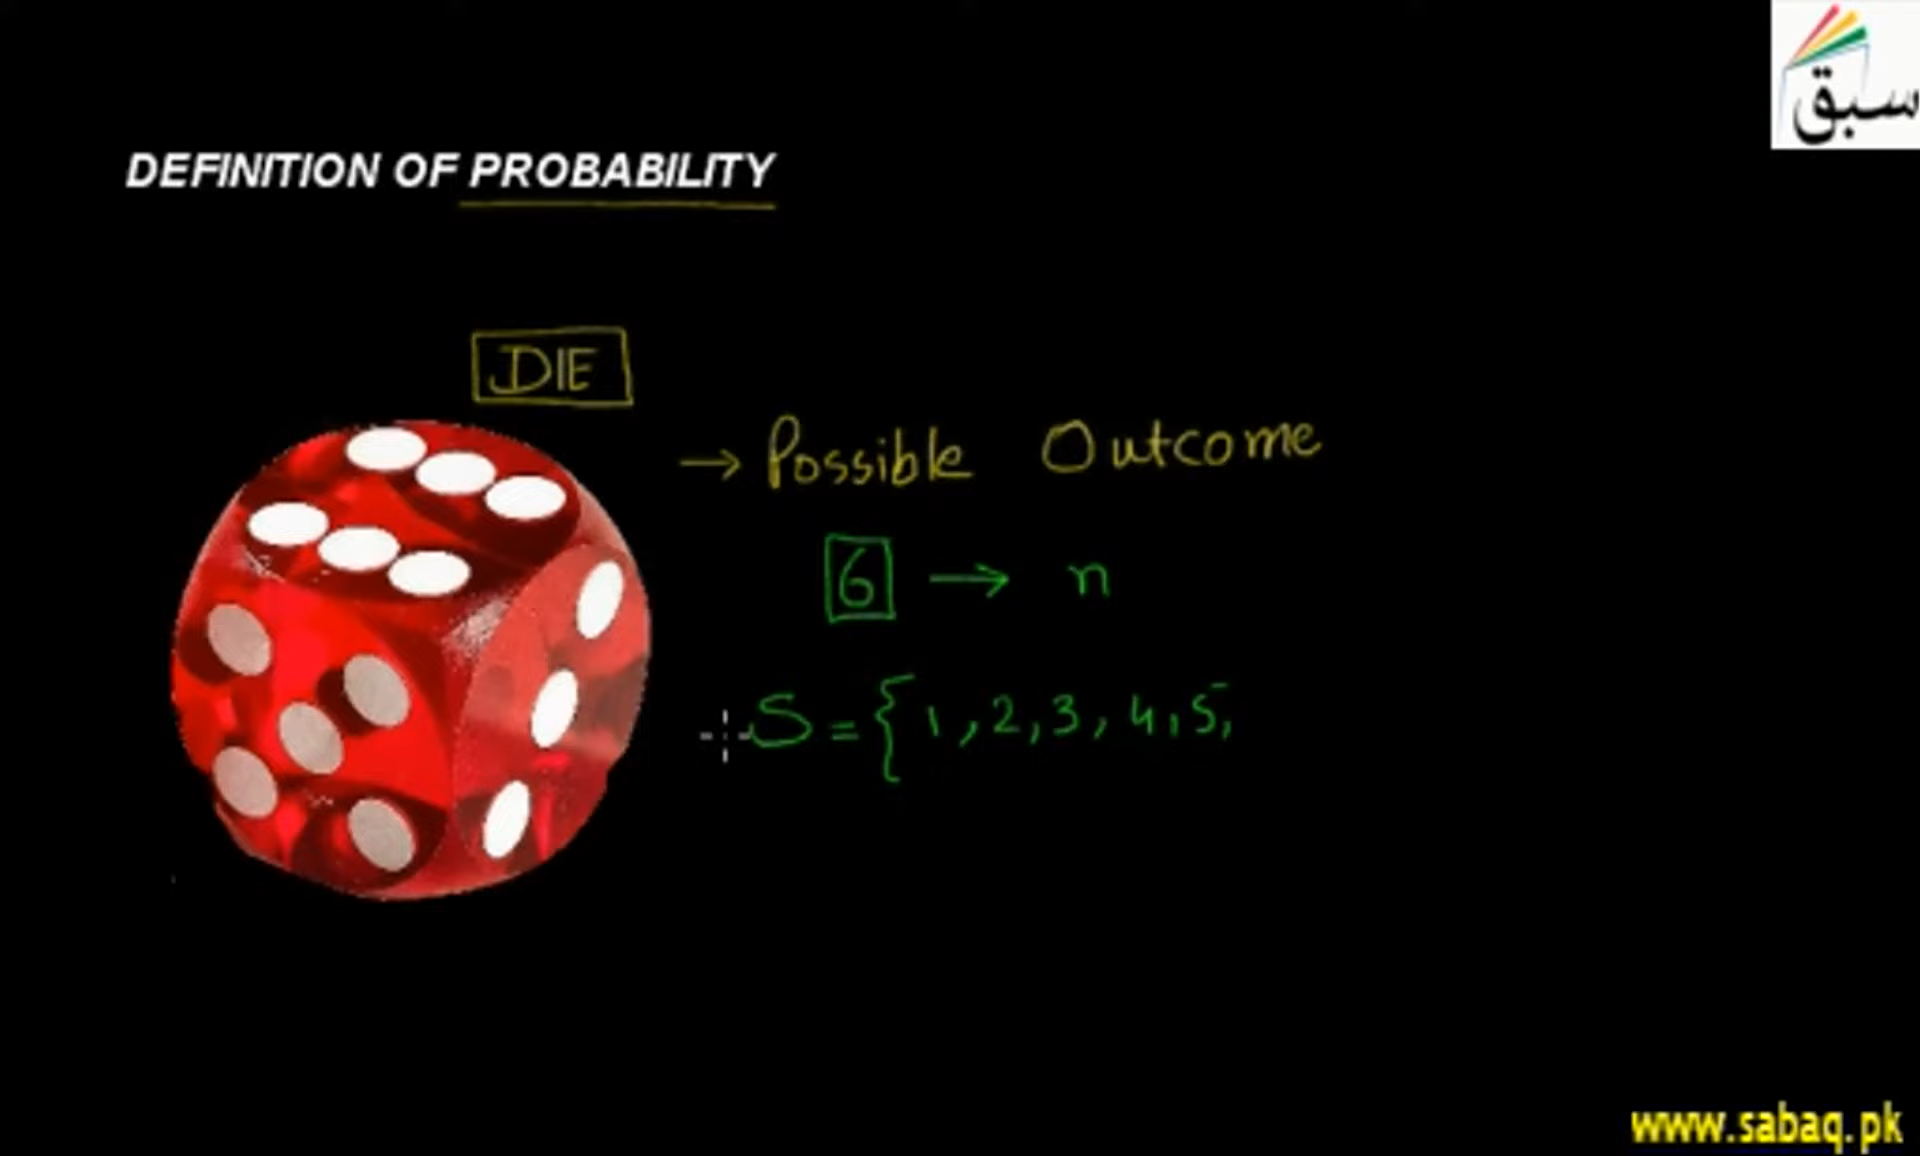 سبق
DEFINITION OF PROBABILITY
DIE
→ Possible Outcome
6 → n
S = { 1 , 2 , 3 , 4 , 5 ,
www.sabaq.pk